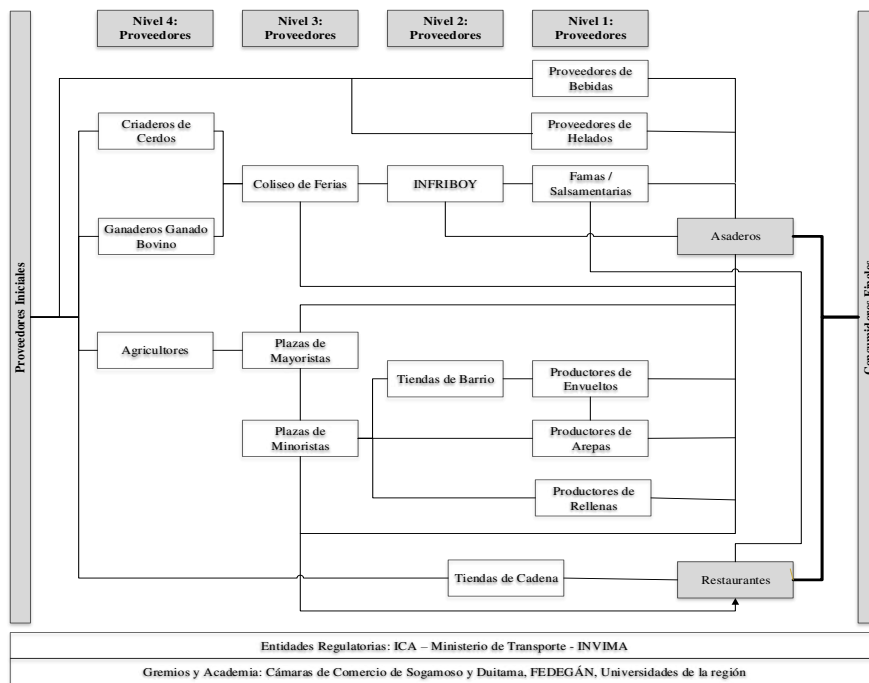 Nivel 4:
Proveedores
Nivel 3:
Proveedores
Nivel 2:
Proveedores
Nivel 1:
Proveedores
Proveedores de
Bebidas
Criaderos de
Cerdos
Proveedores de
Helados
Coliseo de Ferias
INFRIBOY
Famas /
Salsamentarias
Ganaderos Ganado
Bovino
Asaderos
Proveedores Iniciales
Agricultores
Plazas de
Mayoristas
Tiendas de Barrio
Productores de
Envueltos
Plazas de
Minoristas
Productores de
Arepas
Productores de
Rellenas
Tiendas de Cadena
Restaurantes
Consumidores Finales
Entidades Regulatorias: ICA – Ministerio de Transporte - INVIMA
Gremios y Academia: Cámaras de Comercio de Sogamoso y Duitama, FEDEGÁN, Universidades de la región